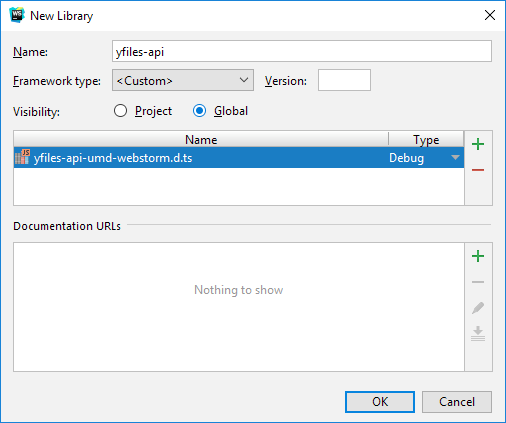 New Library
Name: yfiles-api
Framework type: <Custom> Version:
Visibility: Project Global
Name Type
yfiles-api-umd-webstorm.d.ts Debug
Documentation URLs
Nothing to show
OK Cancel